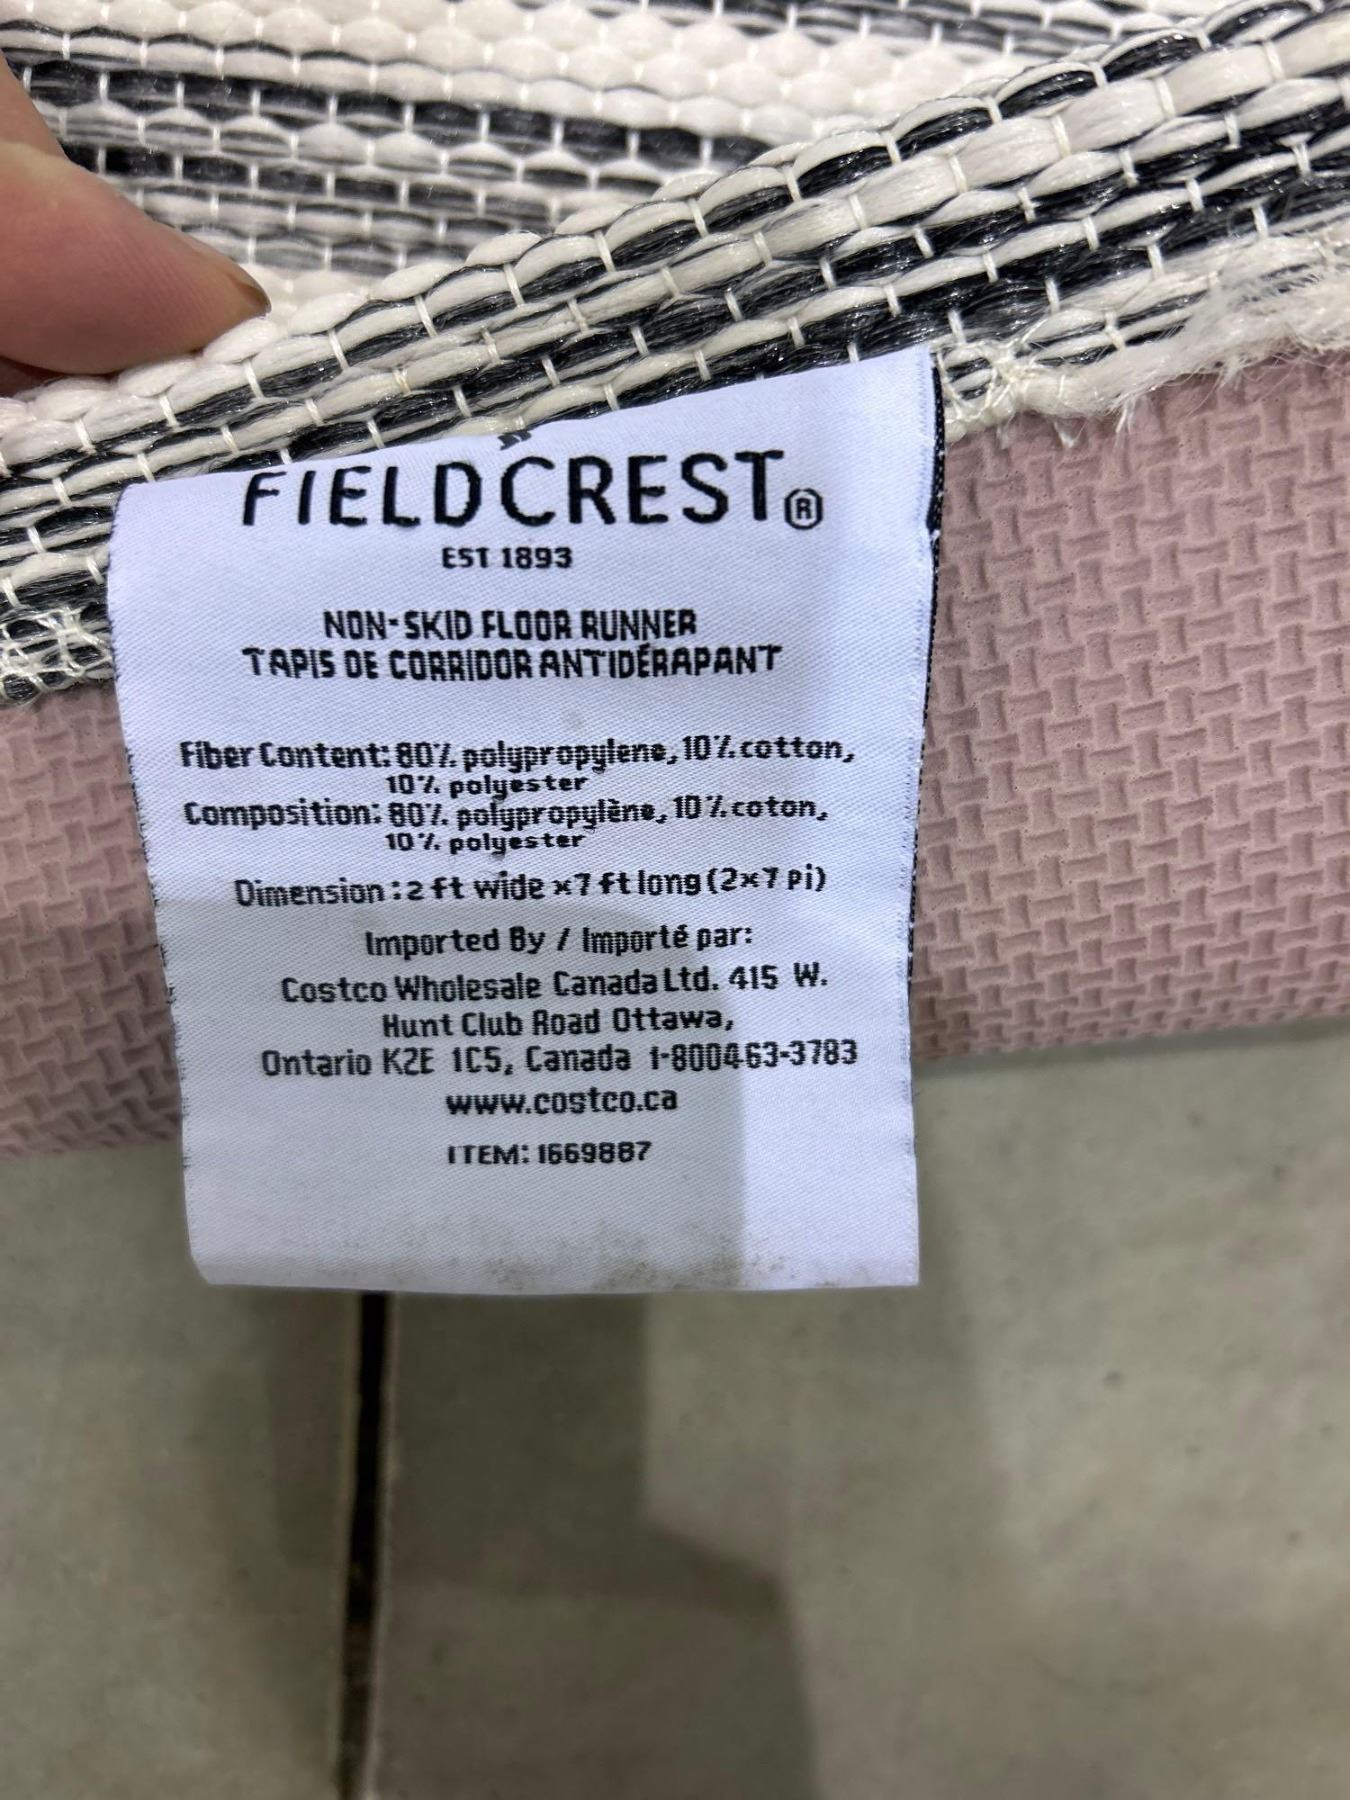 FIELDCREST®
EST 1893
NON-SKID FLOOR RUNNER
TAPIS DE CORRIDOR ANTIDÉRAPANT
Fiber Content: 80% polypropylene, 10% cotton,
10% polyester
Composition: 80% polypropylène, 10% coton,
10% polyester
Dimension : 2 ft wide x 7 ft long (2x7 pi)
Imported By / Importé par:
Costco Wholesale Canada Ltd. 415 W.
Hunt Club Road Ottawa,
Ontario K2E 1C5, Canada 1-800463-3783
www.costco.ca
ITEM: 1669887